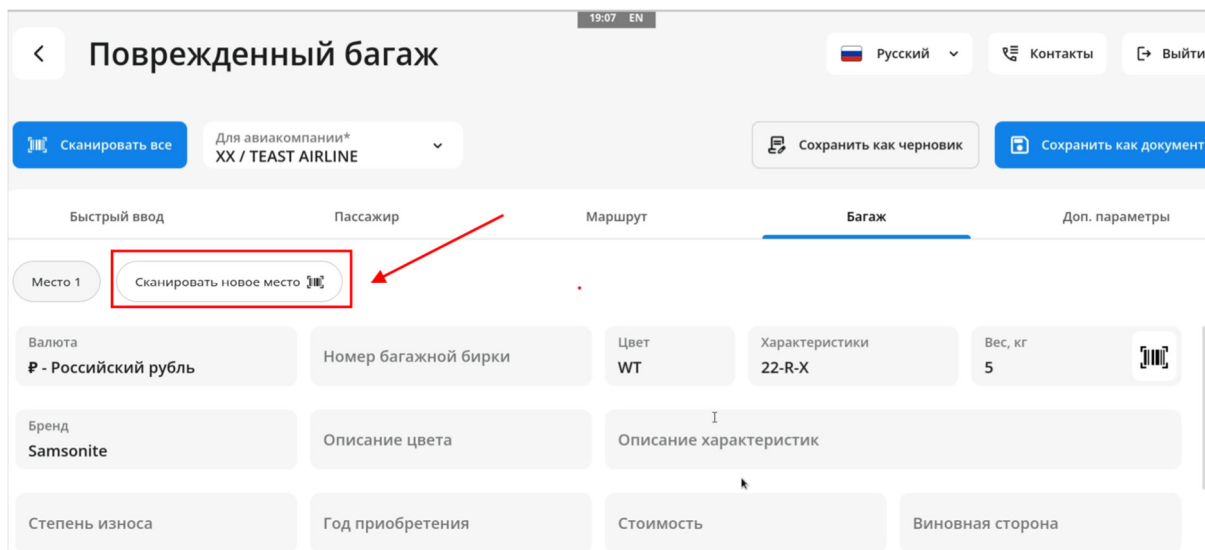 19:07 EN
Поврежденный багаж
Русский
Контакты
Выйти
Сканировать все
Для авиакомпании*
XX / TEAST AIRLINE
Сохранить как черновик
Сохранить как документ
Быстрый ввод
Пассажир
Маршрут
Багаж
Доп. параметры
Место 1
Сканировать новое место
Валюта
₽ - Российский рубль
Номер багажной бирки
Цвет
WT
Характеристики
22-R-X
Вес, кг
5
Бренд
Samsonite
Описание цвета
Описание характеристик
Степень износа
Год приобретения
Стоимость
Виновная сторона